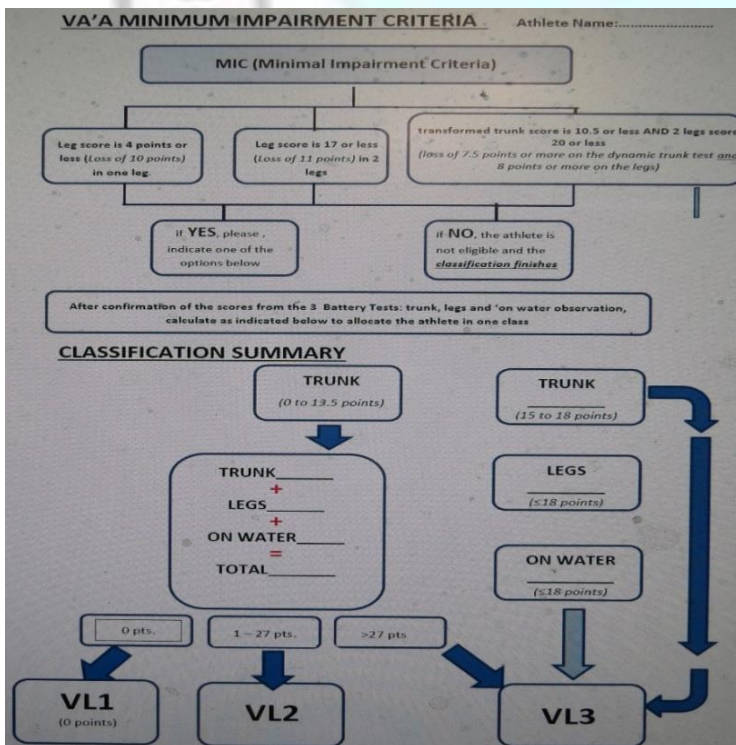 VA'A MINIMUM IMPAIRMENT CRITERIA
Athlete Name:........................
MIC (Minimal Impairment Criteria)
Leg score is 4 points or
less (Loss of 10 points)
in one leg.
Leg score is 17 or less
(Loss of 11 points) in 2
legs
transformed trunk score is 10.5 or less AND 2 legs score
20 or less
(loss of 7.5 points or more on the dynamic trunk test and
8 points or more on the legs)
if YES, please ,
indicate one of the
options below
if NO, the athlete is
not eligible and the
classification finishes
After confirmation of the scores from the 3 Battery Tests: trunk, legs and 'on water observation,
calculate as indicated below to allocate the athlete in one class
CLASSIFICATION SUMMARY
TRUNK
(0 to 13.5 points)
TRUNK______
+
LEGS______
+
ON WATER_____
=
TOTAL________
TRUNK
________
(15 to 18 points)
LEGS
________
(≤18 points)
ON WATER
________
(≤18 points)
0 pts.
1 – 27 pts.
>27 pts
VL1
(0 points)
VL2
VL3